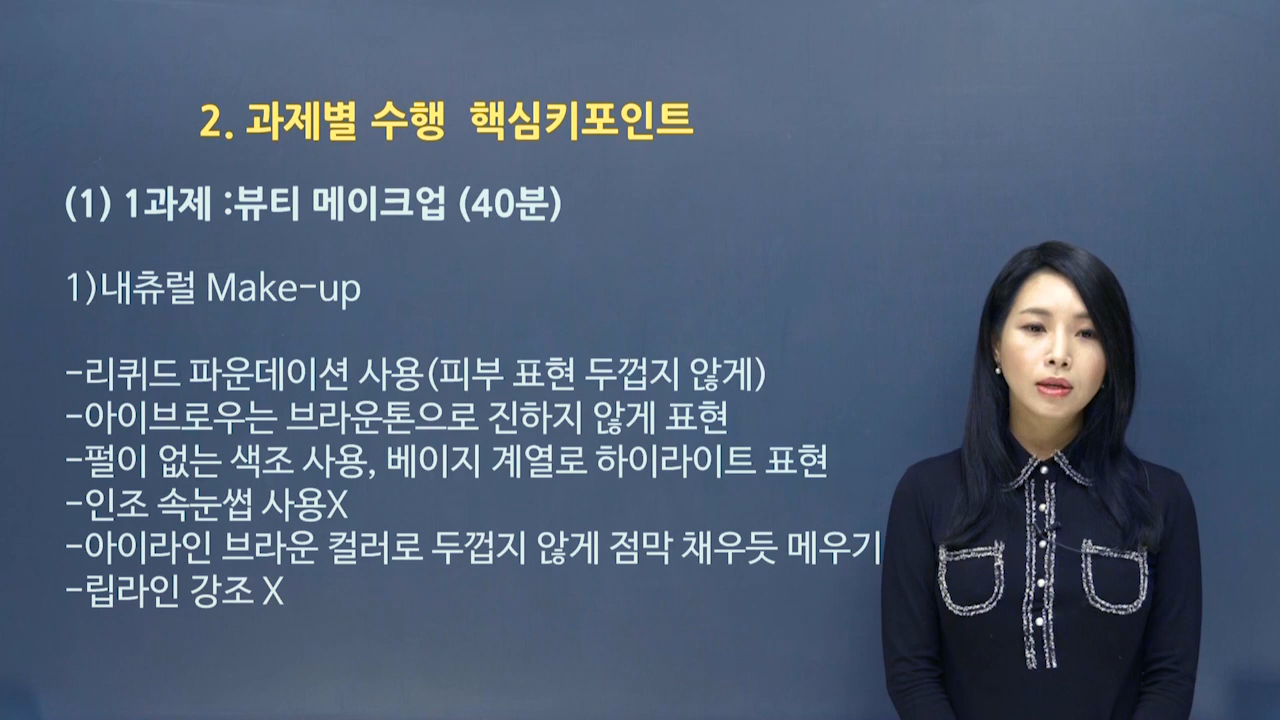 2. 과제별 수행 핵심키포인트
(1) 1과제 :뷰티 메이크업 (40분)
1)내츄럴 Make-up
-리퀴드 파운데이션 사용(피부 표현 두껍지 않게)
-아이브로우는 브라운톤으로 진하지 않게 표현
-펄이 없는 색조 사용, 베이지 계열로 하이라이트 표현
-인조 속눈썹 사용X
-아이라인 브라운 컬러로 두껍지 않게 점막 채우듯 메우기
-립라인 강조 X